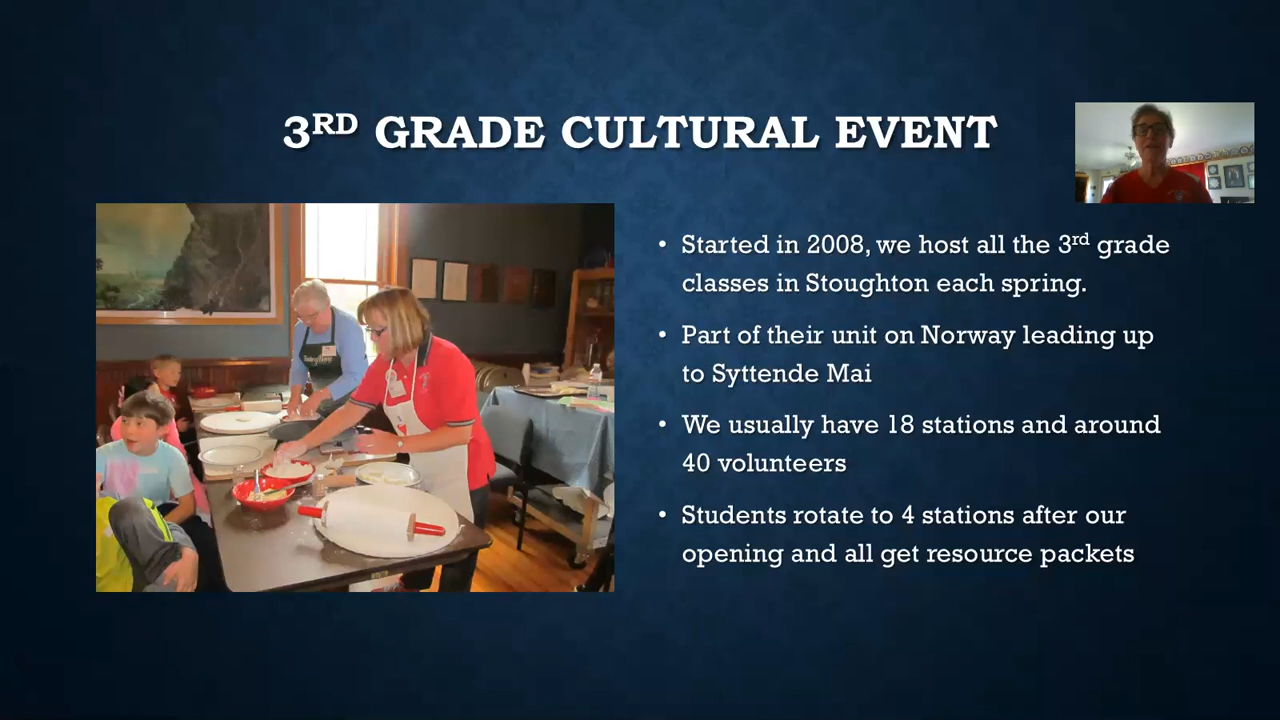 3RD GRADE CULTURAL EVENT
• Started in 2008, we host all the 3rd grade
classes in Stoughton each spring.
• Part of their unit on Norway leading up
to Syttende Mai
• We usually have 18 stations and around
40 volunteers
• Students rotate to 4 stations after our
opening and all get resource packets